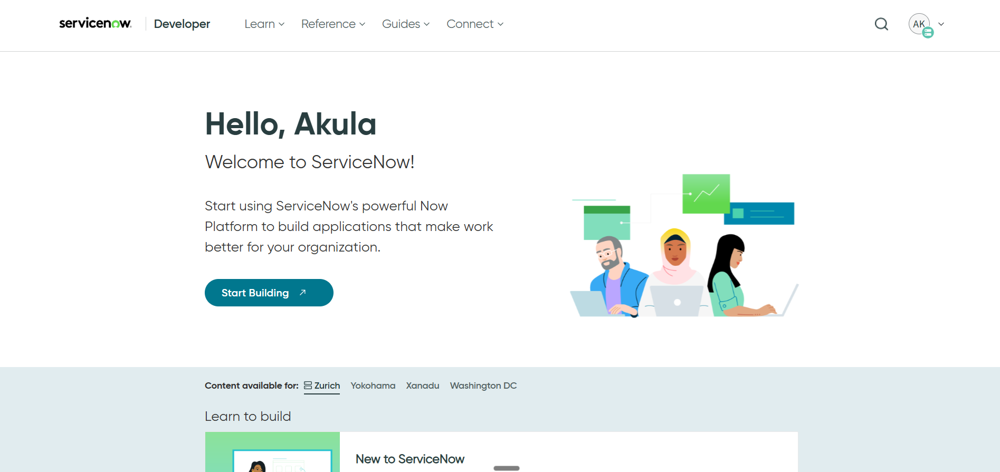 servicenow Developer Learn Reference Guides Connect AK
Hello, Akula
Welcome to ServiceNow!
Start using ServiceNow's powerful Now
Platform to build applications that make work
better for your organization.
Start Building
Content available for: Zurich Yokohama Xanadu Washington DC
Learn to build
New to ServiceNow